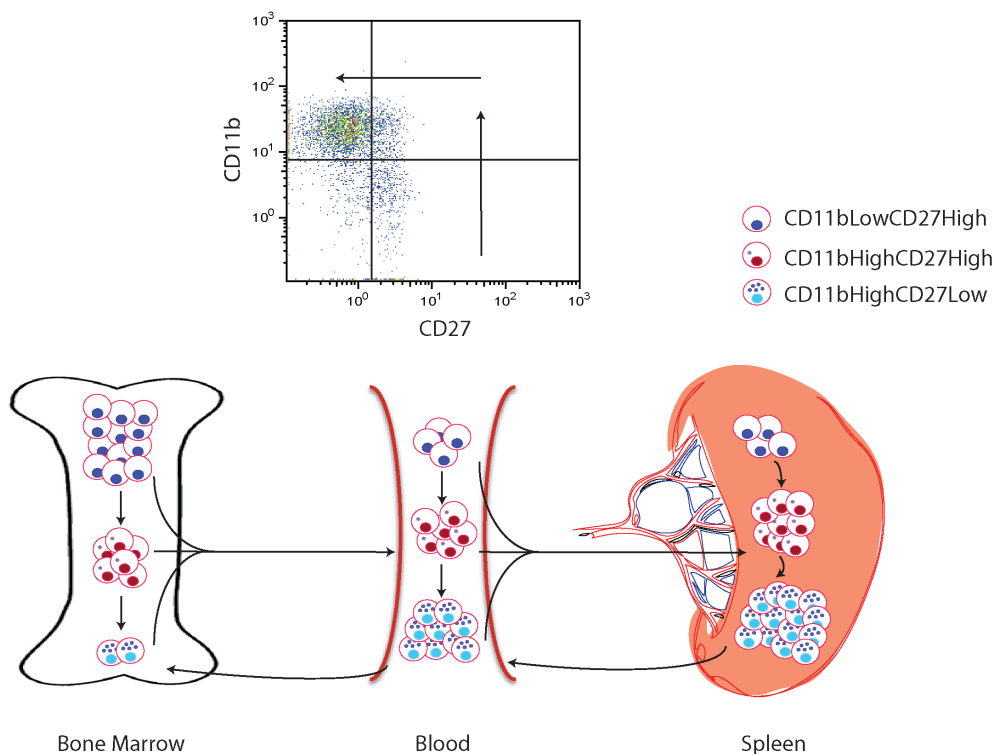 10³
10²
10¹
10⁰
CD11b
10⁰ 10¹ 10² 10³
CD27
CD11bLowCD27High
CD11bHighCD27High
CD11bHighCD27Low
Bone Marrow Blood Spleen